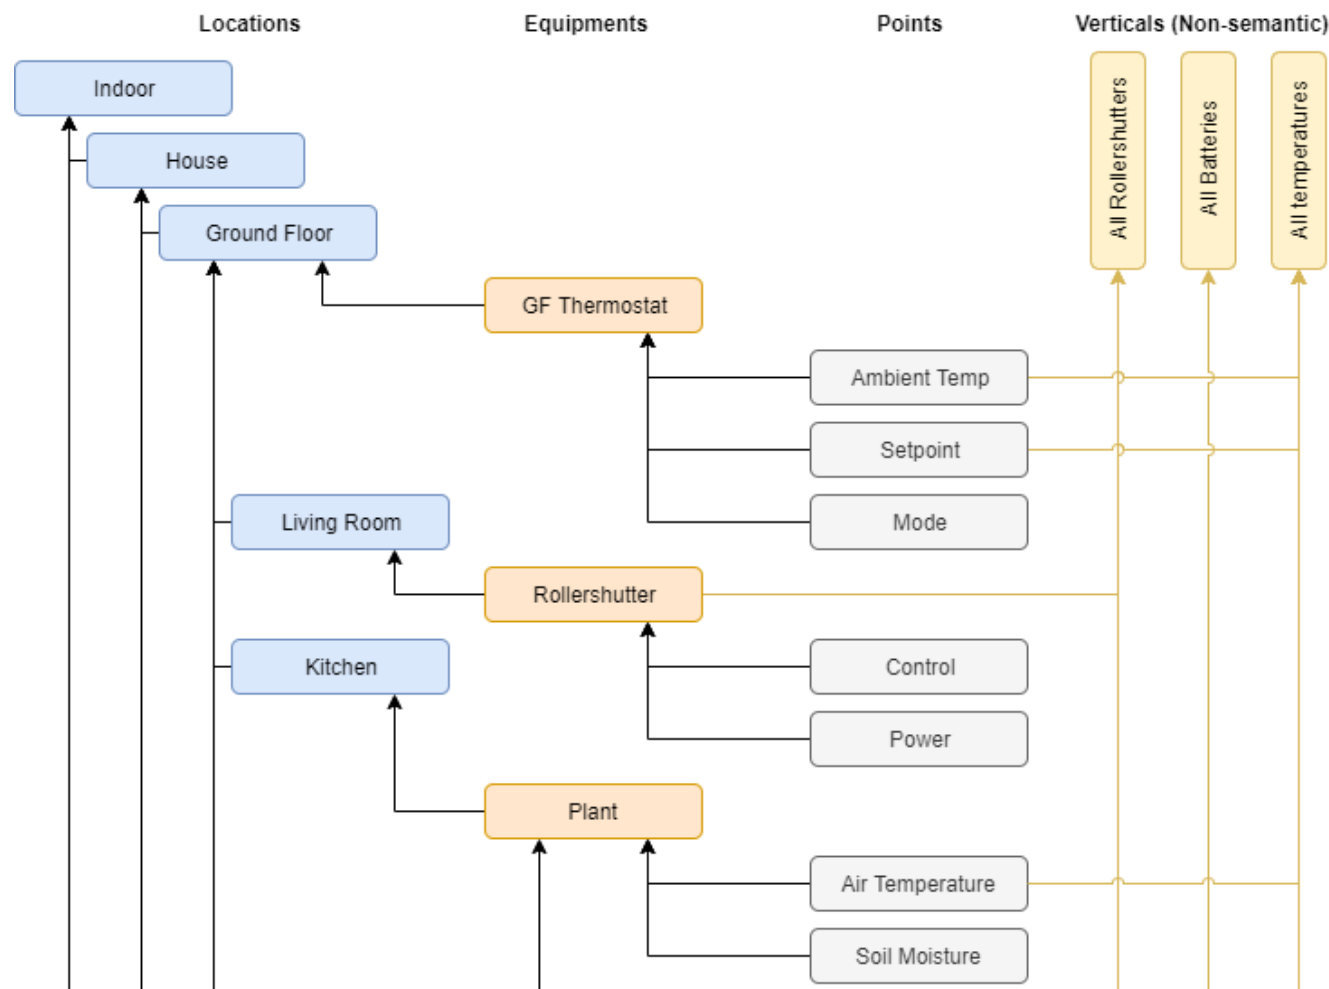 Locations
Equipments
Points
Verticals (Non-semantic)
Indoor
House
Ground Floor
All Rollershutters
All Batteries
All temperatures
GF Thermostat
Ambient Temp
Setpoint
Mode
Living Room
Rollershutter
Kitchen
Control
Power
Plant
Air Temperature
Soil Moisture